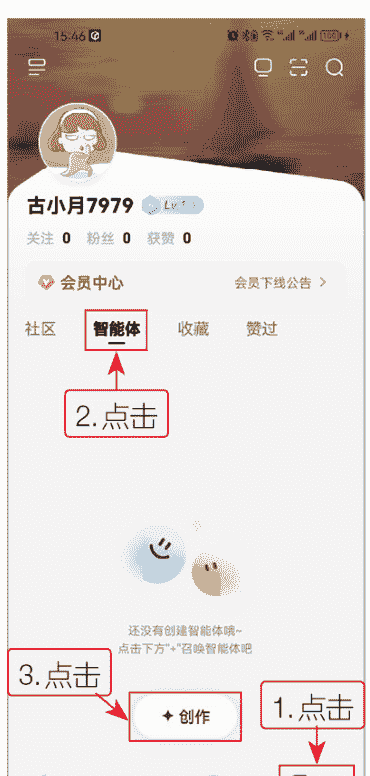 15:46
100
古小月7979
Lv
关注 0 粉丝 0 获赞 0
会员中心 会员下线公告 >
社区 智能体 收藏 赞过
2.点击
还没有创建智能体哦~
点击下方"+"召唤智能体吧
3.点击
创作
1.点击